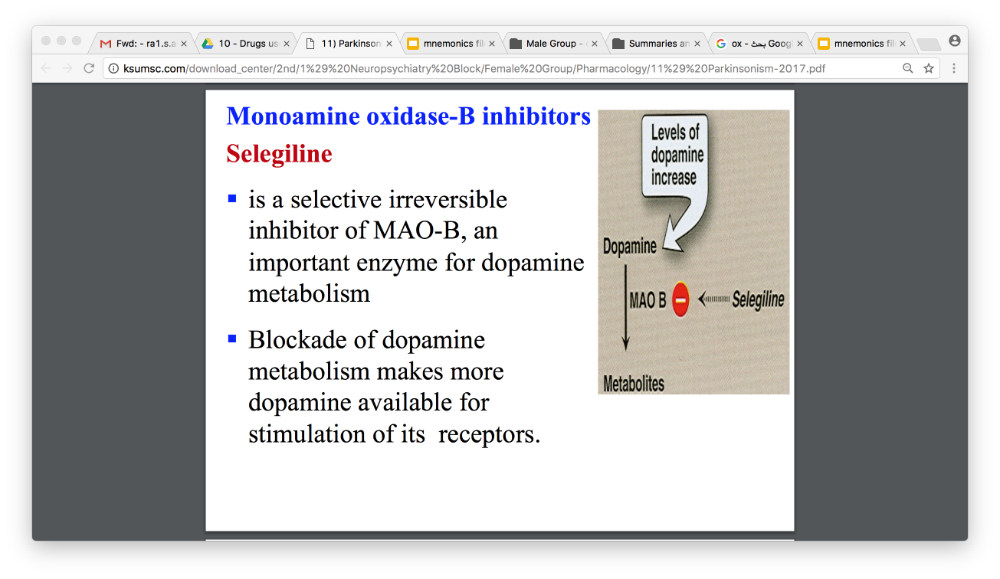 Fwd: - ra1.s.a
10 - Drugs us
11) Parkinson
mnemonics fil
Male Group -
Summaries an
ox - بحث Goog
mnemonics fil
ksumsc.com/download_center/2nd/1%29%20Neuropsychiatry%20Block/Female%20Group/Pharmacology/11%29%20Parkinsonism-2017.pdf
Monoamine oxidase-B inhibitors
Selegiline
is a selective irreversible
inhibitor of MAO-B, an
important enzyme for dopamine
metabolism
Blockade of dopamine
metabolism makes more
dopamine available for
stimulation of its receptors.
Levels of
dopamine
increase
Dopamine
MAO B
Selegiline
Metabolites